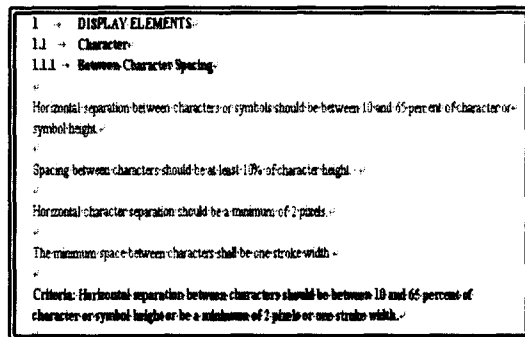 1 → DISPLAY ELEMENTS
1.1 → Character
1.1.1 → Between-Character Spacing
Horizontal separation between characters or symbols should be between 10 and 65 percent of character or
symbol height.
Spacing between characters should be at least 10% of character height.
Horizontal character separation should be a minimum of 2 pixels.
The minimum space between characters shall be one stroke width
Criteria: Horizontal separation between characters should be between 10 and 65 percent of
character or symbol height or be a minimum of 2 pixels or one stroke width.